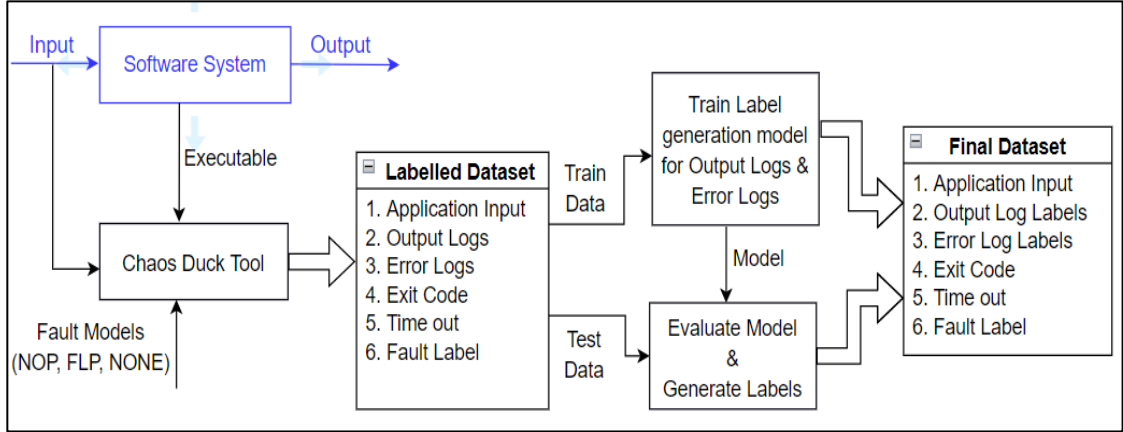 Input
Software System
Output
Executable
Chaos Duck Tool
Fault Models
(NOP, FLP, NONE)
Labelled Dataset
1. Application Input
2. Output Logs
3. Error Logs
4. Exit Code
5. Time out
6. Fault Label
Train
Data
Test
Data
Train Label
generation model
for Output Logs &
Error Logs
Model
Evaluate Model
&
Generate Labels
Final Dataset
1. Application Input
2. Output Log Labels
3. Error Log Labels
4. Exit Code
5. Time out
6. Fault Label